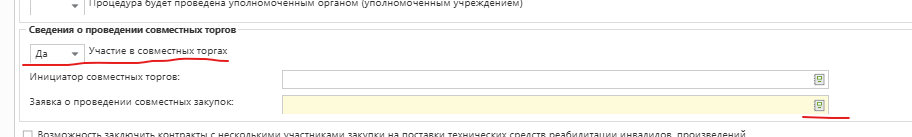 Процедура будет проведена уполномоченным органом (уполномоченным учреждением)
Сведения о проведении совместных торгов
Да Участие в совместных торгах
Инициатор совместных торгов:
Заявка о проведении совместных закупок:
Возможность заключить контракты с несколькими участниками закупки на поставки технических средств реабилитации инвалидов, произведений